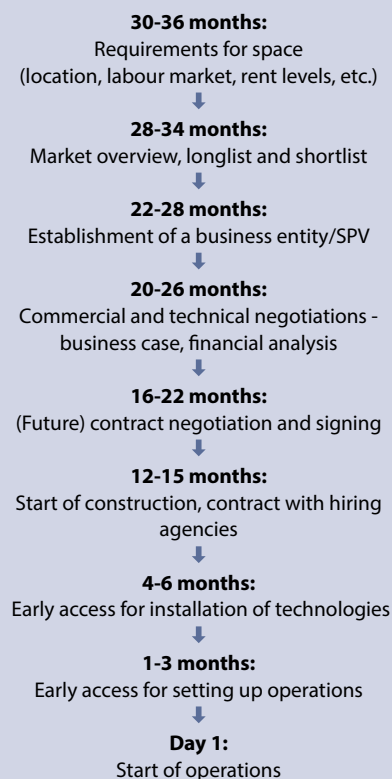 30-36 months:
Requirements for space
(location, labour market, rent levels, etc.)
28-34 months:
Market overview, longlist and shortlist
22-28 months:
Establishment of a business entity/SPV
20-26 months:
Commercial and technical negotiations -
business case, financial analysis
16-22 months:
(Future) contract negotiation and signing
12-15 months:
Start of construction, contract with hiring
agencies
4-6 months:
Early access for installation of technologies
1-3 months:
Early access for setting up operations
Day 1:
Start of operations